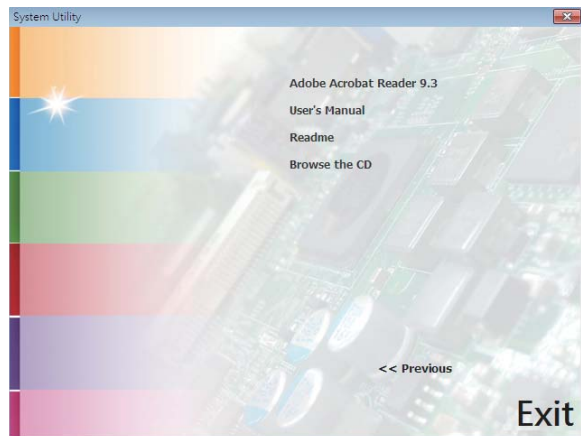 System Utility
Adobe Acrobat Reader 9.3
User's Manual
Readme
Browse the CD
<< Previous
Exit